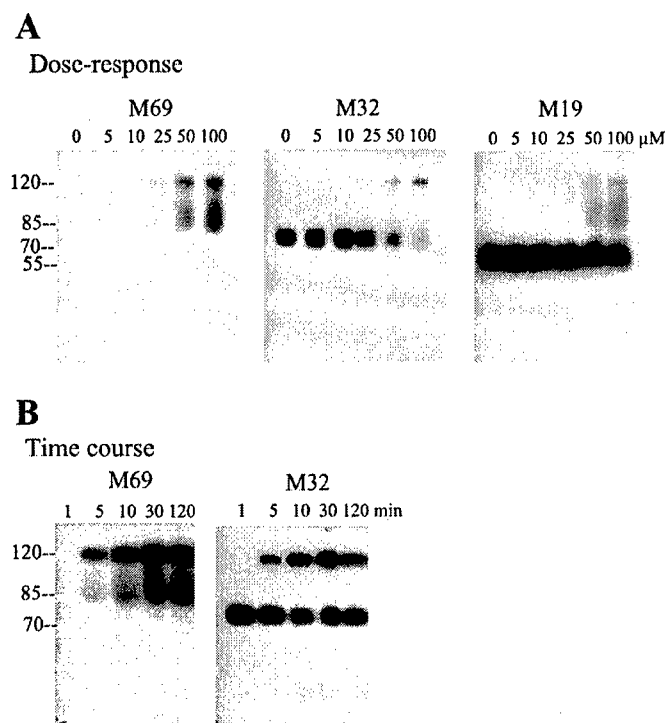 A
Dose-response
M69 M32 M19
0 5 10 25 50 100 0 5 10 25 50 100 0 5 10 25 50 100 µM
120--
85--
70--
55--
B
Time course
M69 M32
1 5 10 30 120 1 5 10 30 120 min
120--
85--
70--